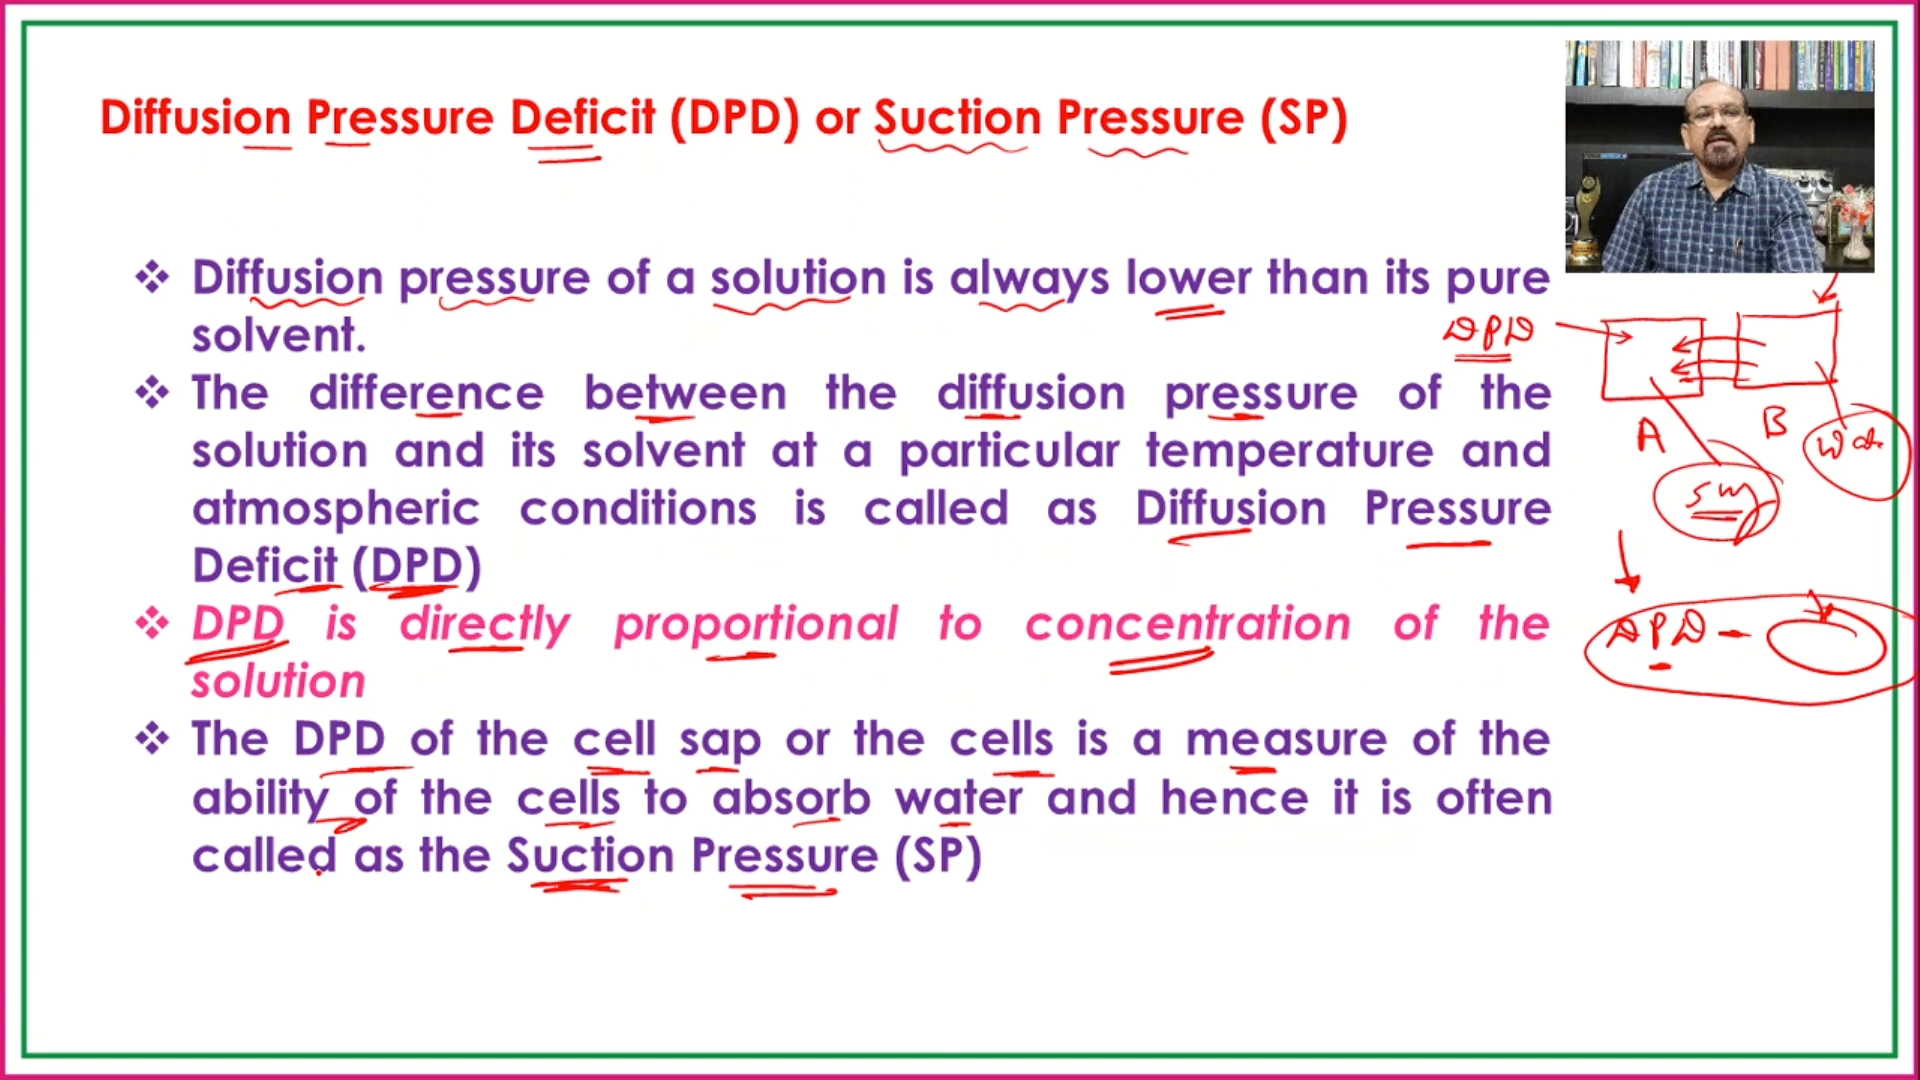 Diffusion Pressure Deficit (DPD) or Suction Pressure (SP)
❖ Diffusion pressure of a solution is always lower than its pure
solvent.
❖ The difference between the diffusion pressure of the
solution and its solvent at a particular temperature and
atmospheric conditions is called as Diffusion Pressure
Deficit (DPD)
❖ DPD is directly proportional to concentration of the
solution
❖ The DPD of the cell sap or the cells is a measure of the
ability of the cells to absorb water and hence it is often
called as the Suction Pressure (SP)
DPD
A
B
DPD -